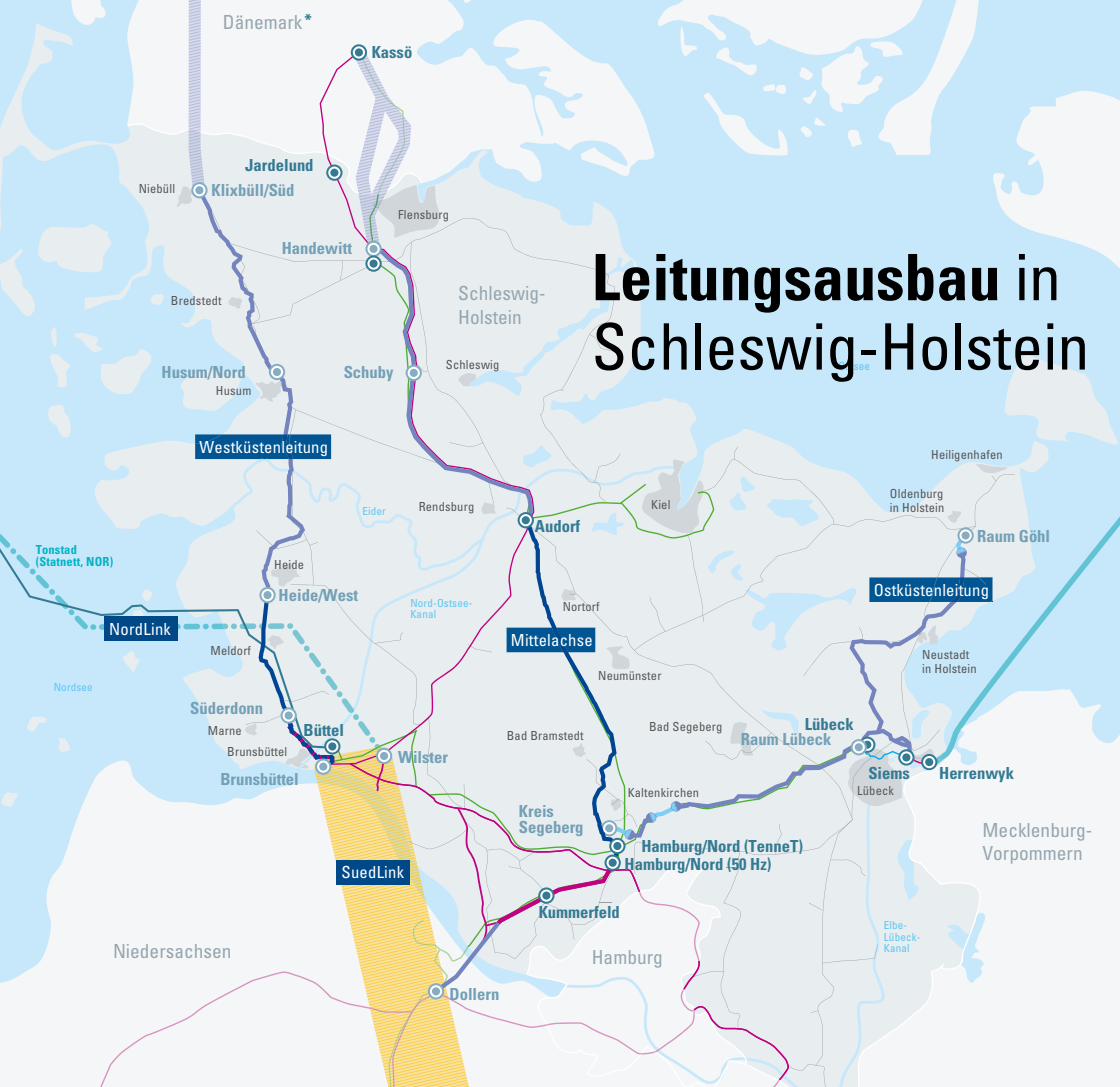 Dänemark*
Kassö
Jardelund
Niebüll
Klixbüll/Süd
Flensburg
Handewitt
Leitungsausbau in
Schleswig-Holstein
Schleswig-
Holstein
Bredstedt
Husum/Nord
Husum
Schuby
Schleswig
see
Westküstenleitung
Heiligenhafen
Oldenburg
in Holstein
Rendsburg
Eider
Kiel
Audorf
Raum Göhl
Tonstad
(Statnett, NOR)
Heide
Heide/West
Nord-Ostsee-
Kanal
Nortorf
Ostküstenleitung
NordLink
Mittelachse
Meldorf
Neumünster
Neustadt
in Holstein
Nordsee
Süderdonn
Marne
Büttel
Brunsbüttel
Brunsbüttel
Wilster
Bad Bramstedt
Bad Segeberg
Raum Lübeck
Lübeck
Siems
Herrenwyk
Lübeck
Kaltenkirchen
Kreis
Segeberg
Hamburg/Nord (TenneT)
Hamburg/Nord (50 Hz)
Mecklenburg-
Vorpommern
SuedLink
Kummerfeld
Elbe-
Lübeck-
Kanal
Niedersachsen
Hamburg
Dollern